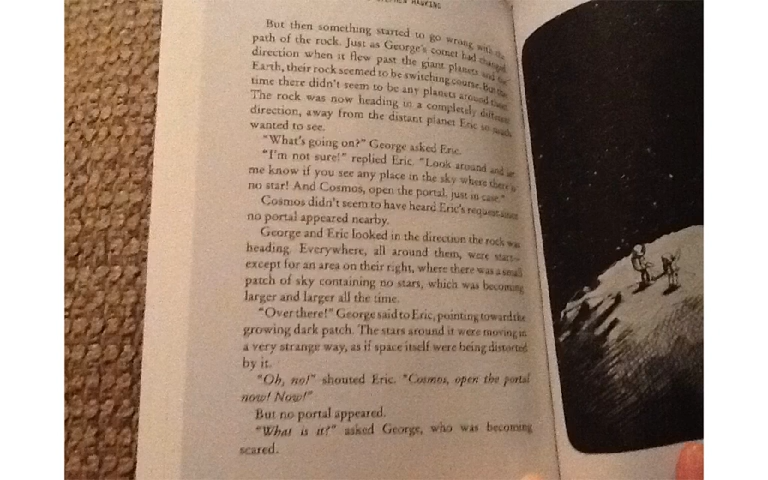 HAWKING
But then something started to go wrong with the
path of the rock. Just as George's comet had changed
direction when it flew past the giant planets and the
Earth, their rock seemed to be switching course. But this
time there didn't seem to be any planets around them.
The rock was now heading in a completely different
direction, away from the distant planet Eric so much
wanted to see.
"What's going on?" George asked Eric.
"I'm not sure!" replied Eric. "Look around and let
me know if you see any place in the sky where there is
no star! And Cosmos, open the portal, just in case."
Cosmos didn't seem to have heard Eric's request since
no portal appeared nearby.
George and Eric looked in the direction the rock was
heading. Everywhere, all around them, were stars—
except for an area on their right, where there was a small
patch of sky containing no stars, which was becoming
larger and larger all the time.
"Over there!" George said to Eric, pointing toward the
growing dark patch. The stars around it were moving in
a very strange way, as if space itself were being distorted
by it.
"Oh, no!" shouted Eric. "Cosmos, open the portal
now! Now!"
But no portal appeared.
"What is it?" asked George, who was becoming
scared.